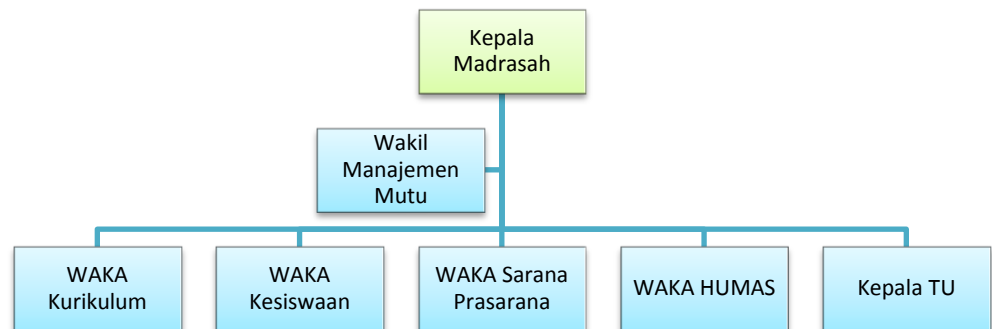 Kepala
Madrasah
Wakil
Manajemen
Mutu
WAKA
Kurikulum
WAKA
Kesiswaan
WAKA Sarana
Prasarana
WAKA HUMAS
Kepala TU